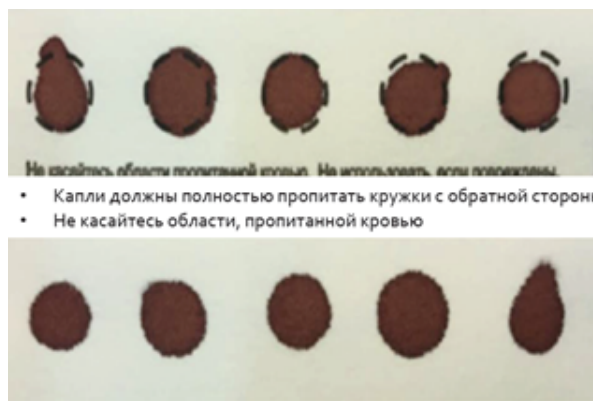 Не касайтесь области пропитанной кровью. Не использовать, если повреждены.
• Капли должны полностью пропитать кружки с обратной сторон
• Не касайтесь области, пропитанной кровью